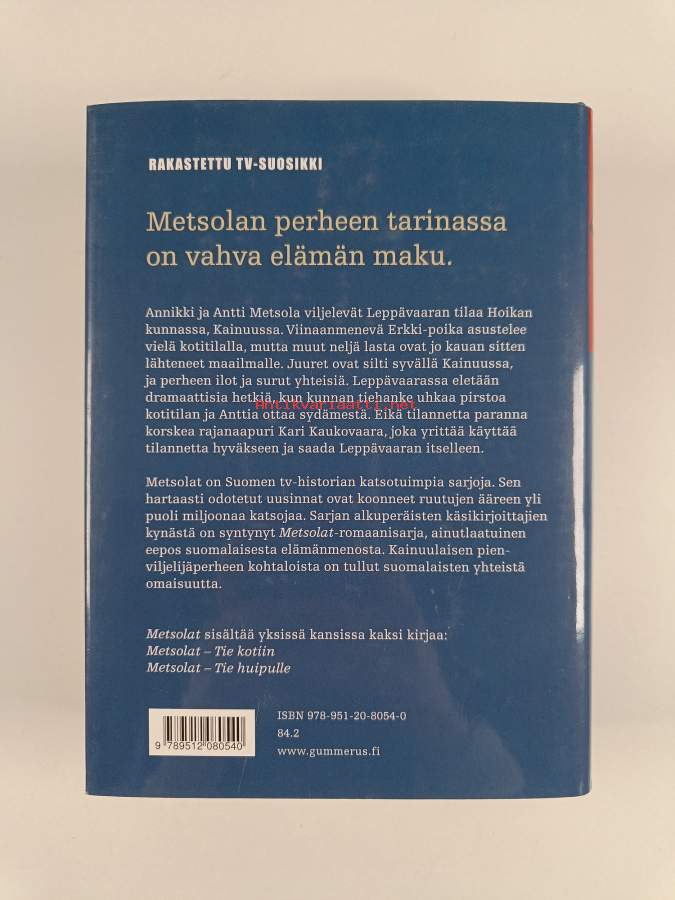 RAKASTETTU TV-SUOSIKKI
Metsolan perheen tarinassa
on vahva elämän maku.
Annikki ja Antti Metsola viljelevät Leppävaaran tilaa Hoikan
kunnassa, Kainuussa. Viinaanmenevä Erkki-poika asustelee
vielä kotitilalla, mutta muut neljä lasta ovat jo kauan sitten
lähteneet maailmalle. Juuret ovat silti syvällä Kainuussa,
ja perheen ilot ja surut yhteisiä. Leppävaarassa eletään
dramaattisia hetkiä, kun kunnan tiehanke uhkaa pirstoa
Antikvariaatti.net
kotitilan ja Anttia ottaa sydämestä. Eikä tilannetta paranna
korskea rajanaapuri Kari Kaukovaara, joka yrittää käyttää
tilannetta hyväkseen ja saada Leppävaaran itselleen.
Metsolat on Suomen tv-historian katsotuimpia sarjoja. Sen
hartaasti odotetut uusinnat ovat koonneet ruutujen ääreen yli
puoli miljoonaa katsojaa. Sarjan alkuperäisten käsikirjoittajien
kynästä on syntynyt Metsolat-romaanisarja, ainutlaatuinen
eepos suomalaisesta elämänmenosta. Kainuulaisen pien-
viljelijäperheen kohtaloista on tullut suomalaisten yhteistä
omaisuutta.
Metsolat sisältää yksissä kansissa kaksi kirjaa:
Metsolat – Tie kotiin
Metsolat – Tie huipulle
ISBN 978-951-20-8054-0
84.2
www.gummerus.fi
9 789512 080540